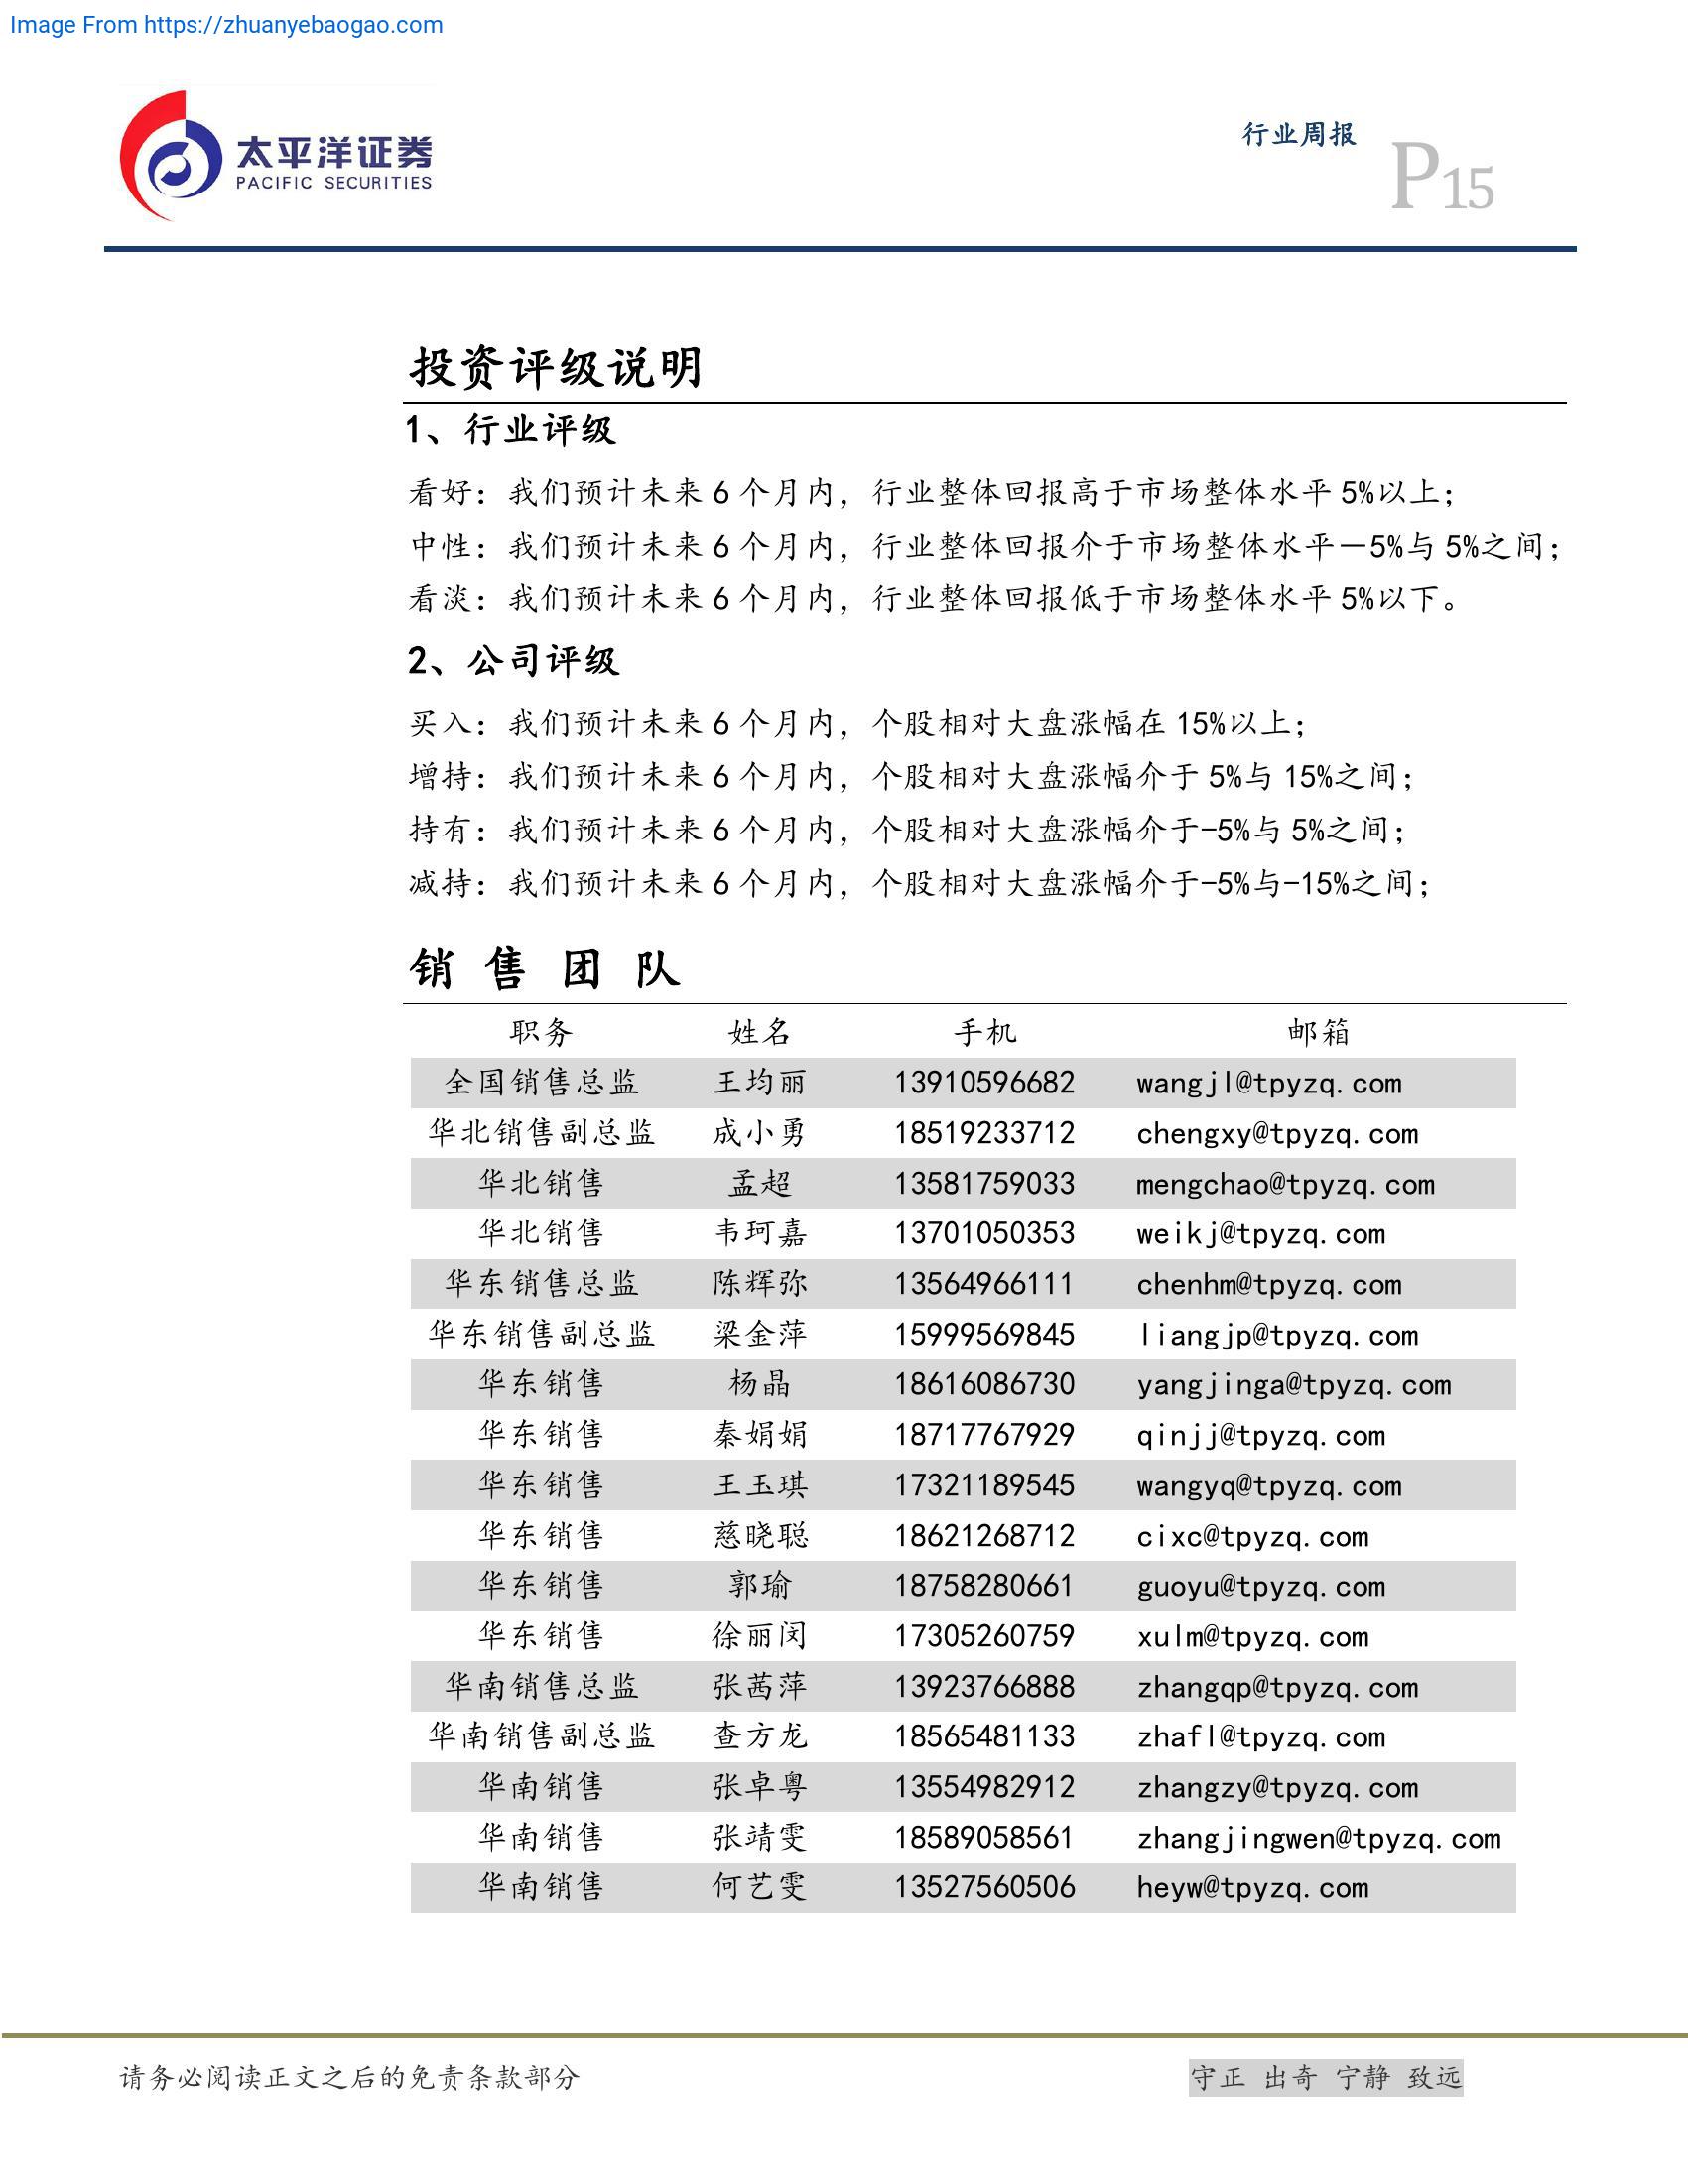 Image From https://zhuanyebaogao.com
太平洋证券
PACIFIC SECURITIES
行业周报
P15
投资评级说明
1、行业评级
看好：我们预计未来 6 个月内，行业整体回报高于市场整体水平 5%以上；
中性：我们预计未来 6 个月内，行业整体回报介于市场整体水平－5%与 5%之间；
看淡：我们预计未来 6 个月内，行业整体回报低于市场整体水平 5%以下。
2、公司评级
买入：我们预计未来 6 个月内，个股相对大盘涨幅在 15%以上；
增持：我们预计未来 6 个月内，个股相对大盘涨幅介于 5%与 15%之间；
持有：我们预计未来 6 个月内，个股相对大盘涨幅介于-5%与 5%之间；
减持：我们预计未来 6 个月内，个股相对大盘涨幅介于-5%与-15%之间；
销 售 团 队
职务 姓名 手机 邮箱
全国销售总监 王均丽 13910596682 wangjl@tpyzq.com
华北销售副总监 成小勇 18519233712 chengxy@tpyzq.com
华北销售 孟超 13581759033 mengchao@tpyzq.com
华北销售 韦珂嘉 13701050353 weikj@tpyzq.com
华东销售总监 陈辉弥 13564966111 chenhm@tpyzq.com
华东销售副总监 梁金萍 15999569845 liangjp@tpyzq.com
华东销售 杨晶 18616086730 yangjinga@tpyzq.com
华东销售 秦娟娟 18717767929 qinjj@tpyzq.com
华东销售 王玉琪 17321189545 wangyq@tpyzq.com
华东销售 慈晓聪 18621268712 cixc@tpyzq.com
华东销售 郭瑜 18758280661 guoyu@tpyzq.com
华东销售 徐丽闵 17305260759 xulm@tpyzq.com
华南销售总监 张茜萍 13923766888 zhangqp@tpyzq.com
华南销售副总监 查方龙 18565481133 zhafl@tpyzq.com
华南销售 张卓粤 13554982912 zhangzy@tpyzq.com
华南销售 张靖雯 18589058561 zhangjingwen@tpyzq.com
华南销售 何艺雯 13527560506 heyw@tpyzq.com
请务必阅读正文之后的免责条款部分
守正 出奇 宁静 致远